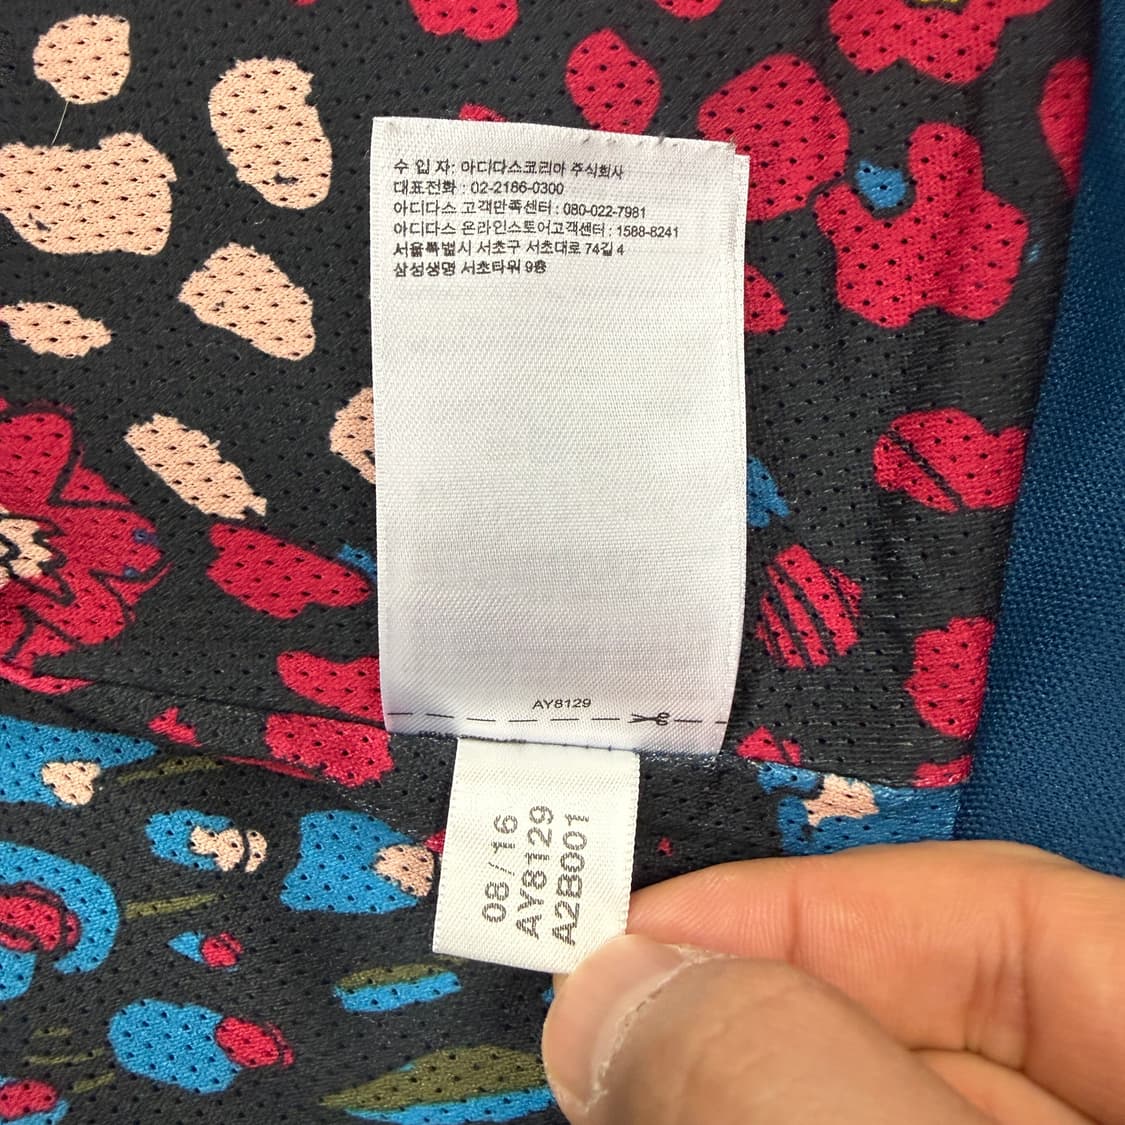 수 입 자: 아디다스코리아 주식회사
대표전화 : 02-2186-0300
아디다스 고객만족센터 : 080-022-7981
아디다스 온라인스토어고객센터 : 1588-8241
서울특별시 서초구 서초대로 74길 4
삼성생명 서초타워 9층
AY8129
08/16
AY8129
A2B001